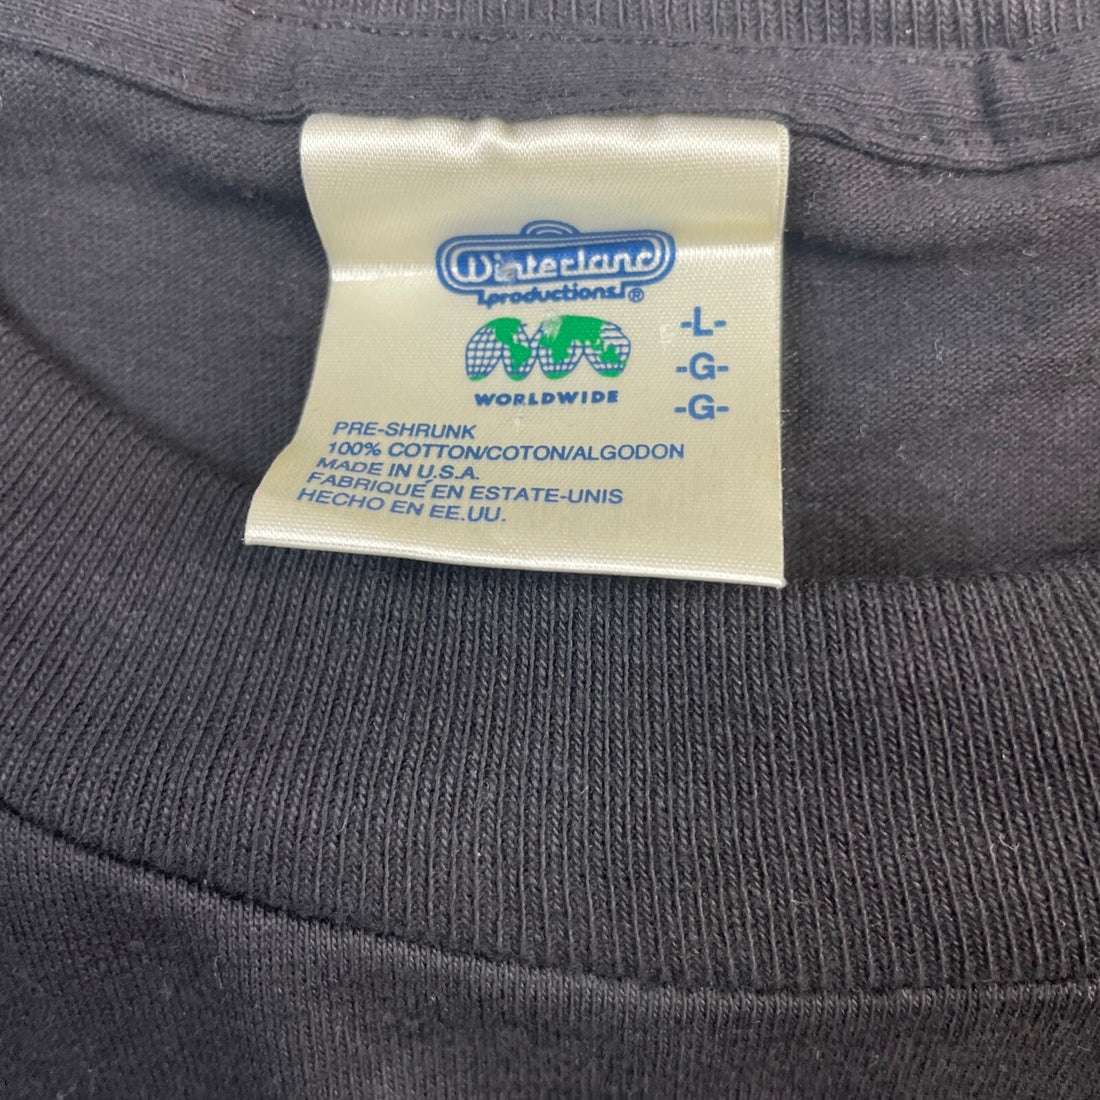 Winterland
productions®
WORLDWIDE
-L-
-G-
-G-
PRE-SHRUNK
100% COTTON/COTON/ALGODON
MADE IN U.S.A.
FABRIQUÉ EN ESTATE-UNIS
HECHO EN EE.UU.